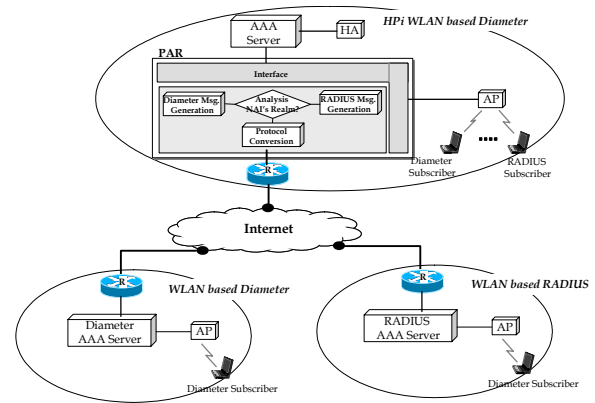 HPi WLAN based Diameter
AAA
Server
HA
PAR
Interface
Diameter Msg.
Generation
Analysis
NAI's Realm?
RADIUS Msg.
Generation
Protocol
Conversion
AP
Diameter
Subscriber
RADIUS
Subscriber
R
Internet
R
WLAN based Diameter
Diameter
AAA Server
AP
Diameter Subscriber
R
WLAN based RADIUS
RADIUS
AAA Server
AP
Diameter Subscriber